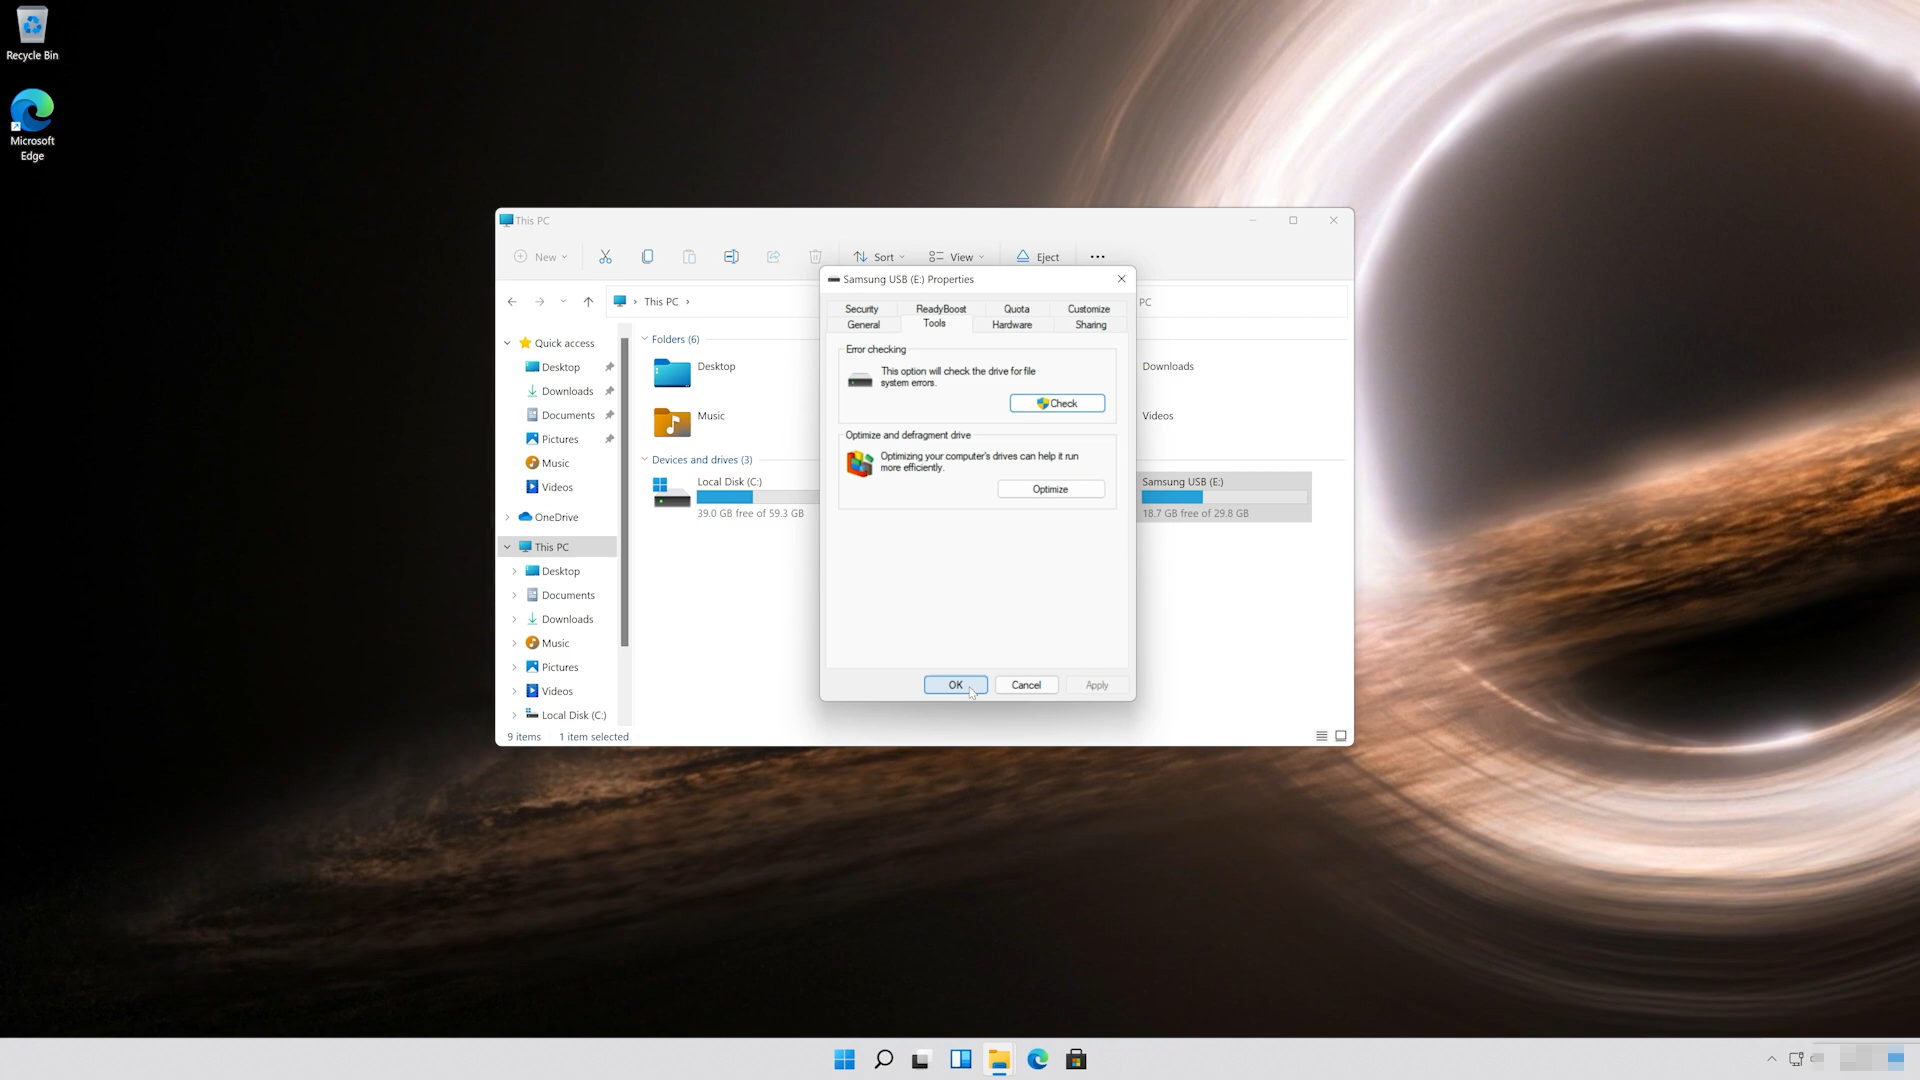 Recycle Bin
Microsoft
Edge
This PC
New
Sort
View
Eject
This PC
PC
Quick access
Desktop
Downloads
Documents
Pictures
Music
Videos
OneDrive
This PC
Desktop
Documents
Downloads
Music
Pictures
Videos
Local Disk (C:)
Folders (6)
Desktop
Downloads
Music
Videos
Devices and drives (3)
Local Disk (C:)
39.0 GB free of 59.3 GB
Samsung USB (E:)
18.7 GB free of 29.8 GB
9 items
1 item selected
Samsung USB (E:) Properties
Security
ReadyBoost
Quota
Customize
General
Tools
Hardware
Sharing
Error checking
This option will check the drive for file
system errors.
Check
Optimize and defragment drive
Optimizing your computer's drives can help it run
more efficiently.
Optimize
OK
Cancel
Apply